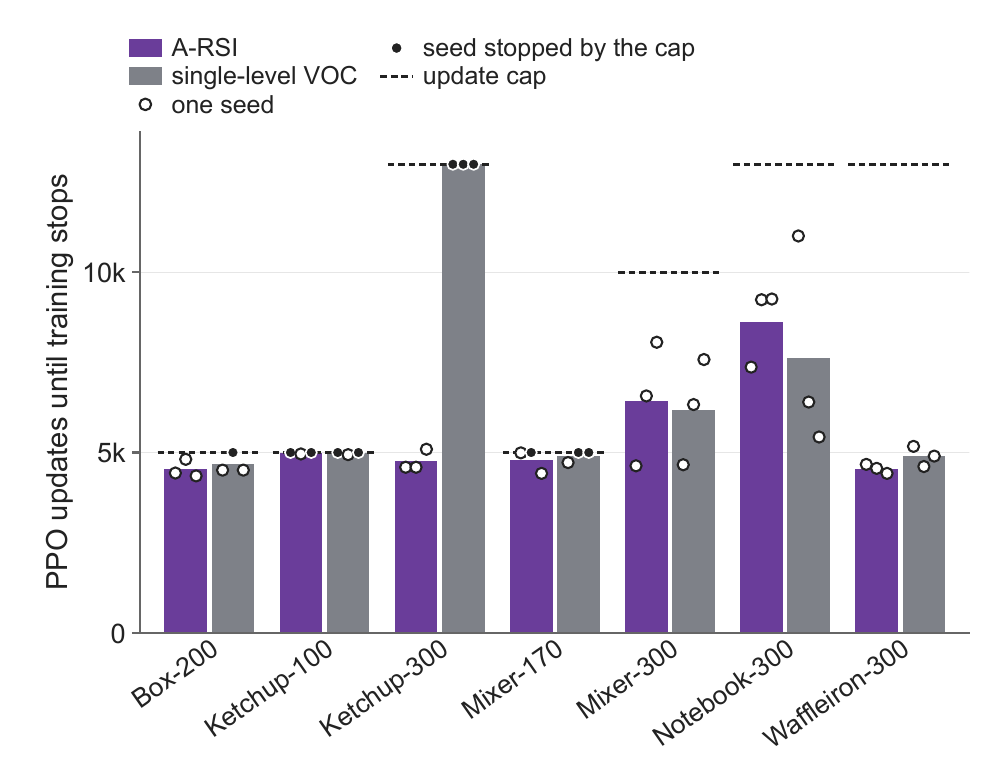 A-RSI
single-level VOC
one seed
seed stopped by the cap
update cap
PPO updates until training stops
10k
5k
0
Box-200
Ketchup-100
Ketchup-300
Mixer-170
Mixer-300
Notebook-300
Waffleiron-300